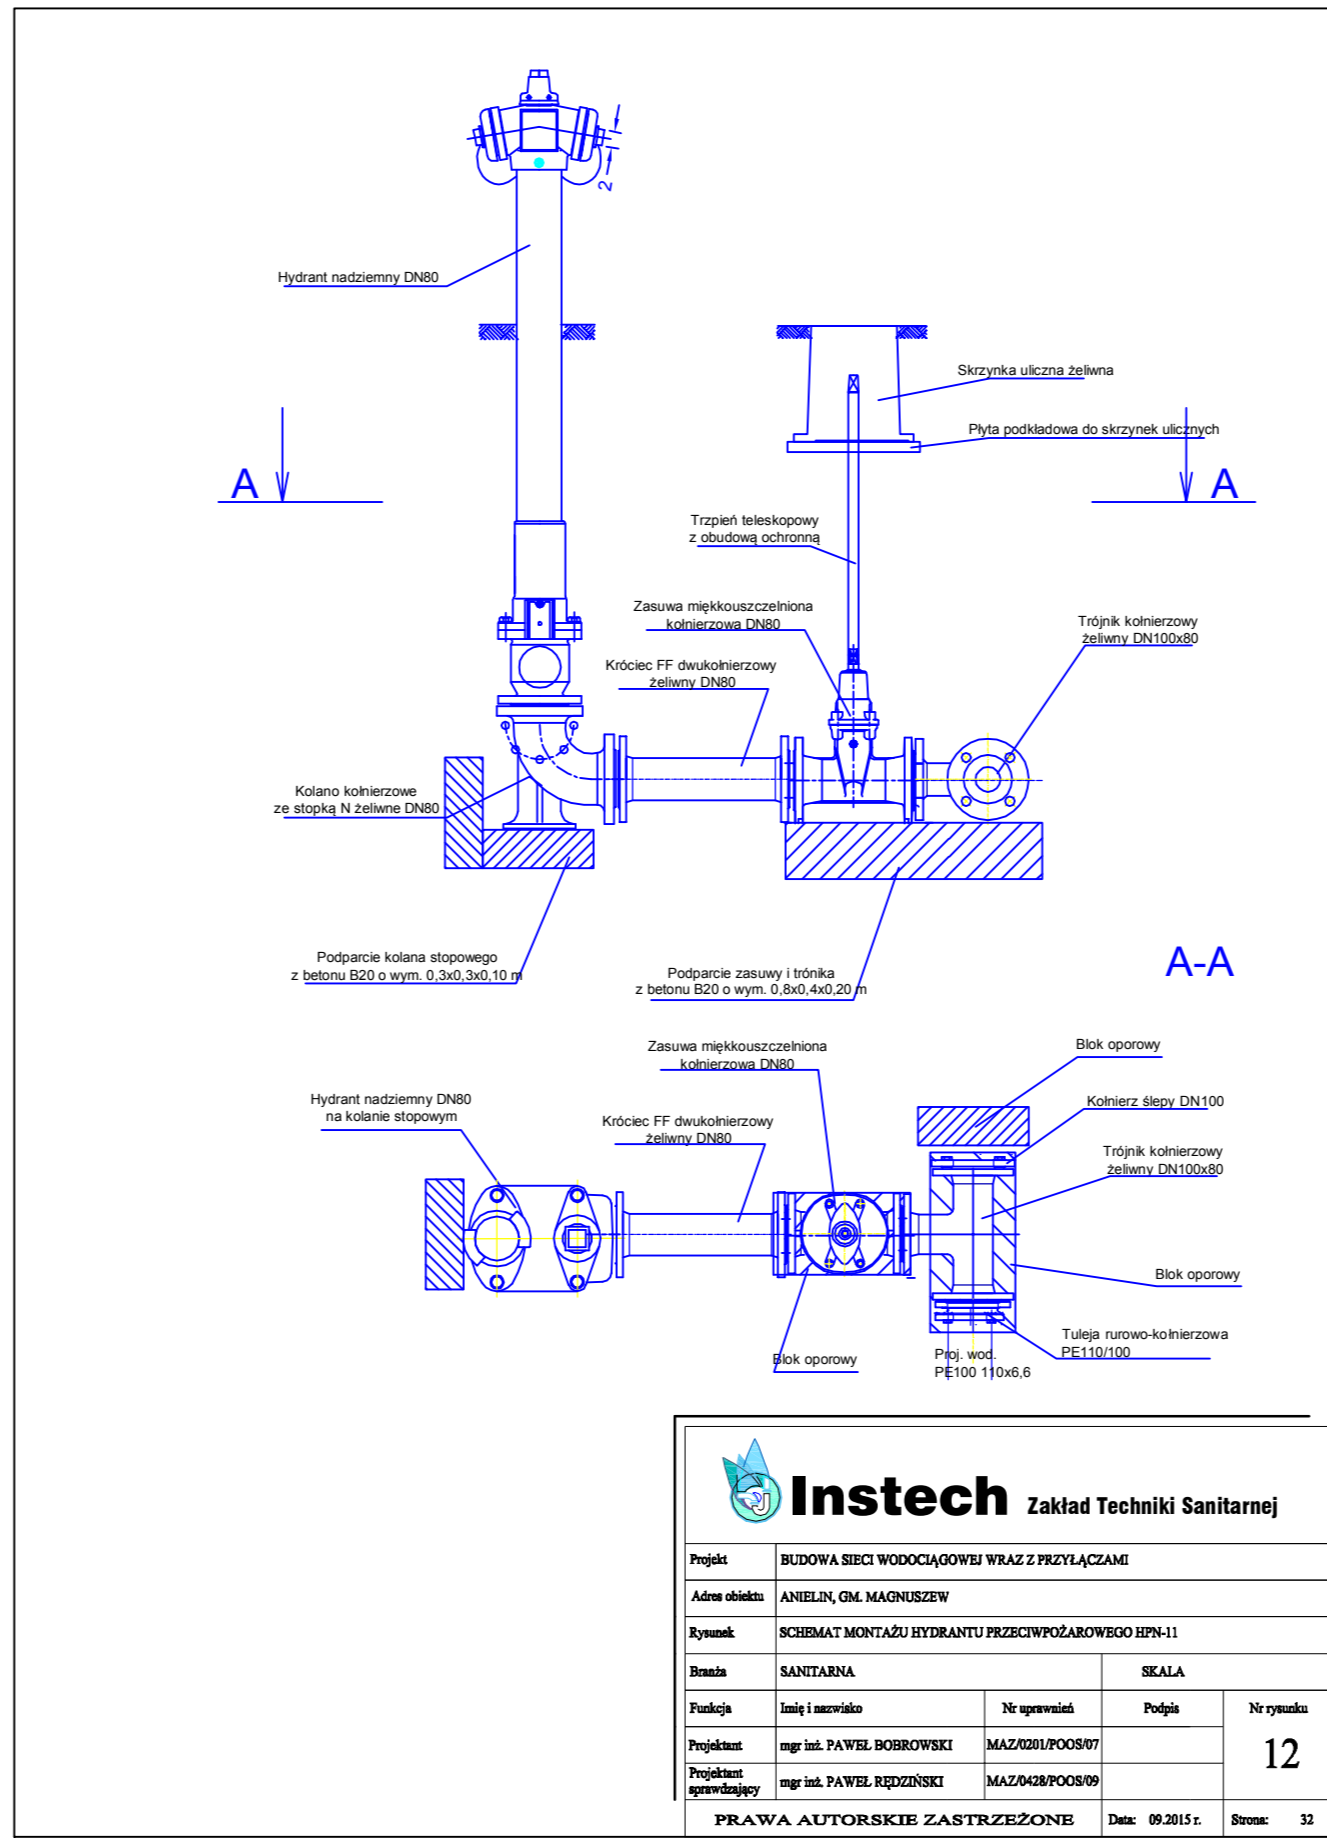 2
Hydrant nadziemny DN80
Skrzynka uliczna żeliwna
Płyta podkładowa do skrzynek ulicznych
A
A
Trzpień teleskopowy
z obudową ochronną
Zasuwa miękkouszczelniona
kołnierzowa DN80
Trójnik kołnierzowy
żeliwny DN100x80
Króciec FF dwukołnierzowy
żeliwny DN80
Kolano kołnierzowe
ze stopką N żeliwne DN80
Podparcie kolana stopowego
z betonu B20 o wym. 0,3x0,3x0,10 m
Podparcie zasuwy i trónika
z betonu B20 o wym. 0,8x0,4x0,20 m
A-A
Zasuwa miękkouszczelniona
kołnierzowa DN80
Blok oporowy
Hydrant nadziemny DN80
na kolanie stopowym
Kołnierz ślepy DN100
Króciec FF dwukołnierzowy
żeliwny DN80
Trójnik kołnierzowy
żeliwny DN100x80
Blok oporowy
Tuleja rurowo-kołnierzowa
PE110/100
Blok oporowy
Proj. wod.
PE100 110x6,6
Instech Zakład Techniki Sanitarnej
Projekt BUDOWA SIECI WODOCIĄGOWEJ WRAZ Z PRZYŁĄCZAMI
Adres obiektu ANIELIN, GM. MAGNUSZEW
Rysunek SCHEMAT MONTAŻU HYDRANTU PRZECIWPOŻAROWEGO HPN-11
Branża SANITARNA SKALA
Funkcja Imię i nazwisko Nr uprawnień Podpis Nr rysunku
Projektant mgr inż. PAWEŁ BOBROWSKI MAZ/0201/POOS/07
12
Projektant
sprawdzający mgr inż. PAWEŁ RĘDZIŃSKI MAZ/0428/POOS/09
PRAWA AUTORSKIE ZASTRZEŻONE Data: 09.2015 r. Strona: 32